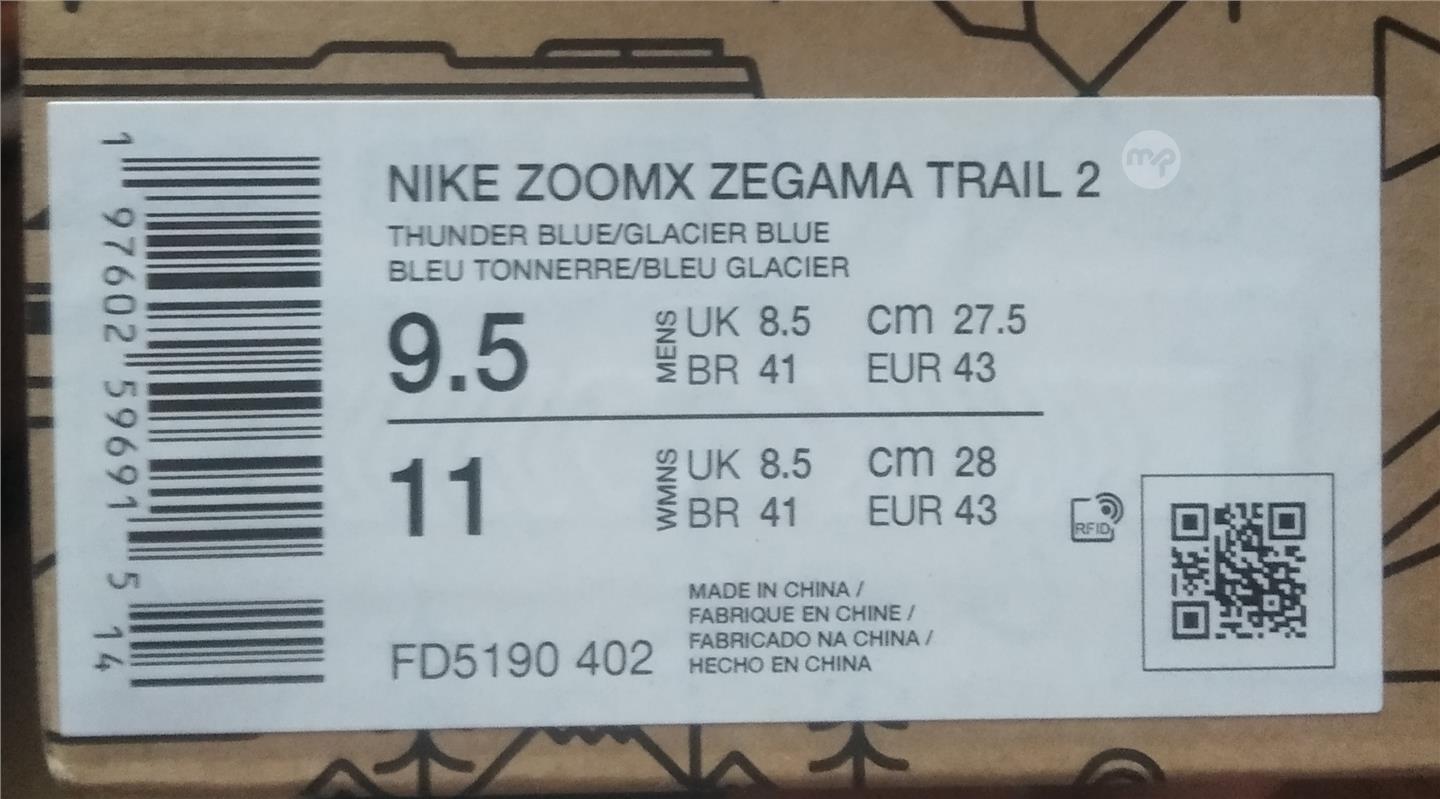 NIKE ZOOMX ZEGAMA TRAIL 2
mp
THUNDER BLUE/GLACIER BLUE
BLEU TONNERRE/BLEU GLACIER
9.5
MENS
UK 8.5 cm 27.5
BR 41 EUR 43
11
WMNS
UK 8.5 cm 28
BR 41 EUR 43
RFID
MADE IN CHINA /
FABRIQUE EN CHINE /
FABRICADO NA CHINA /
HECHO EN CHINA
FD5190 402
1 97602 59691 5 14